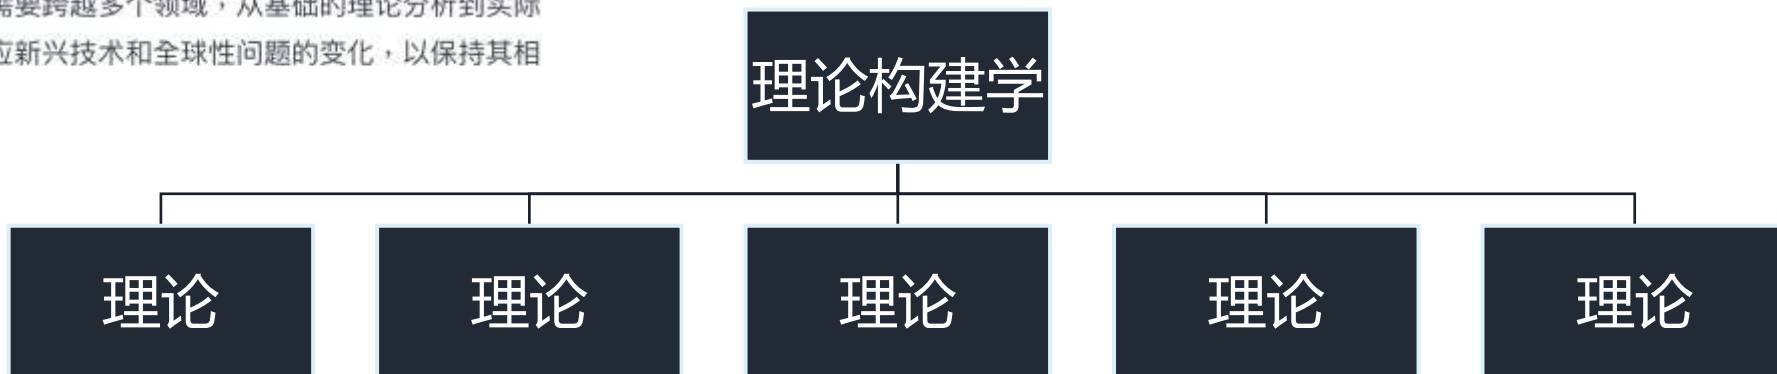 需要跨越多个领域，从基础的理论分析到实际
应新兴技术和全球性问题的变化，以保持其相
理论构建学
理论
理论
理论
理论
理论